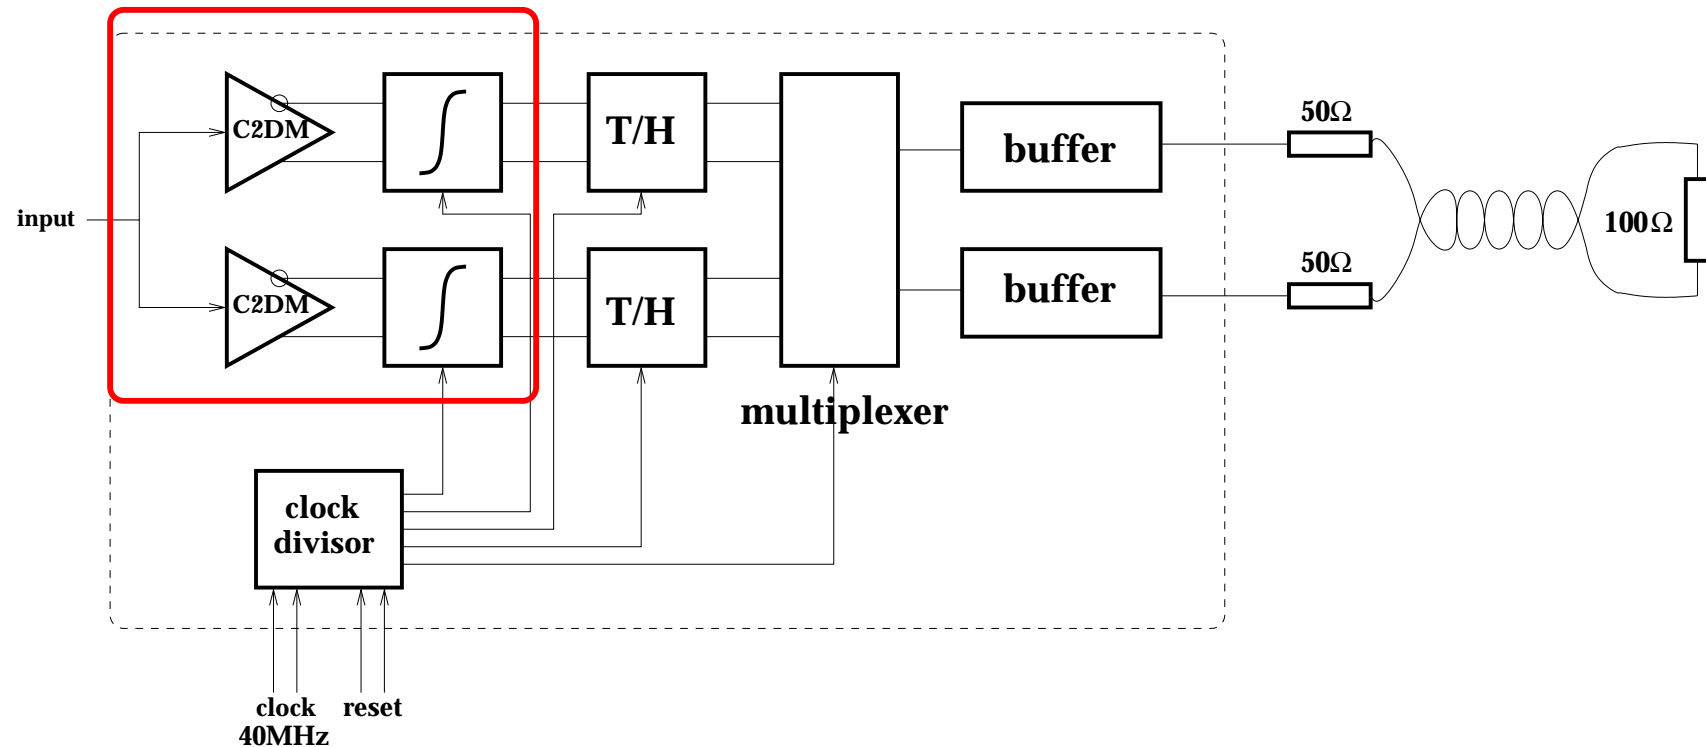 50Ω
C2DM
T/H
buffer
input
100Ω
50Ω
C2DM
T/H
buffer
multiplexer
clock
divisor
clock
40MHz
reset